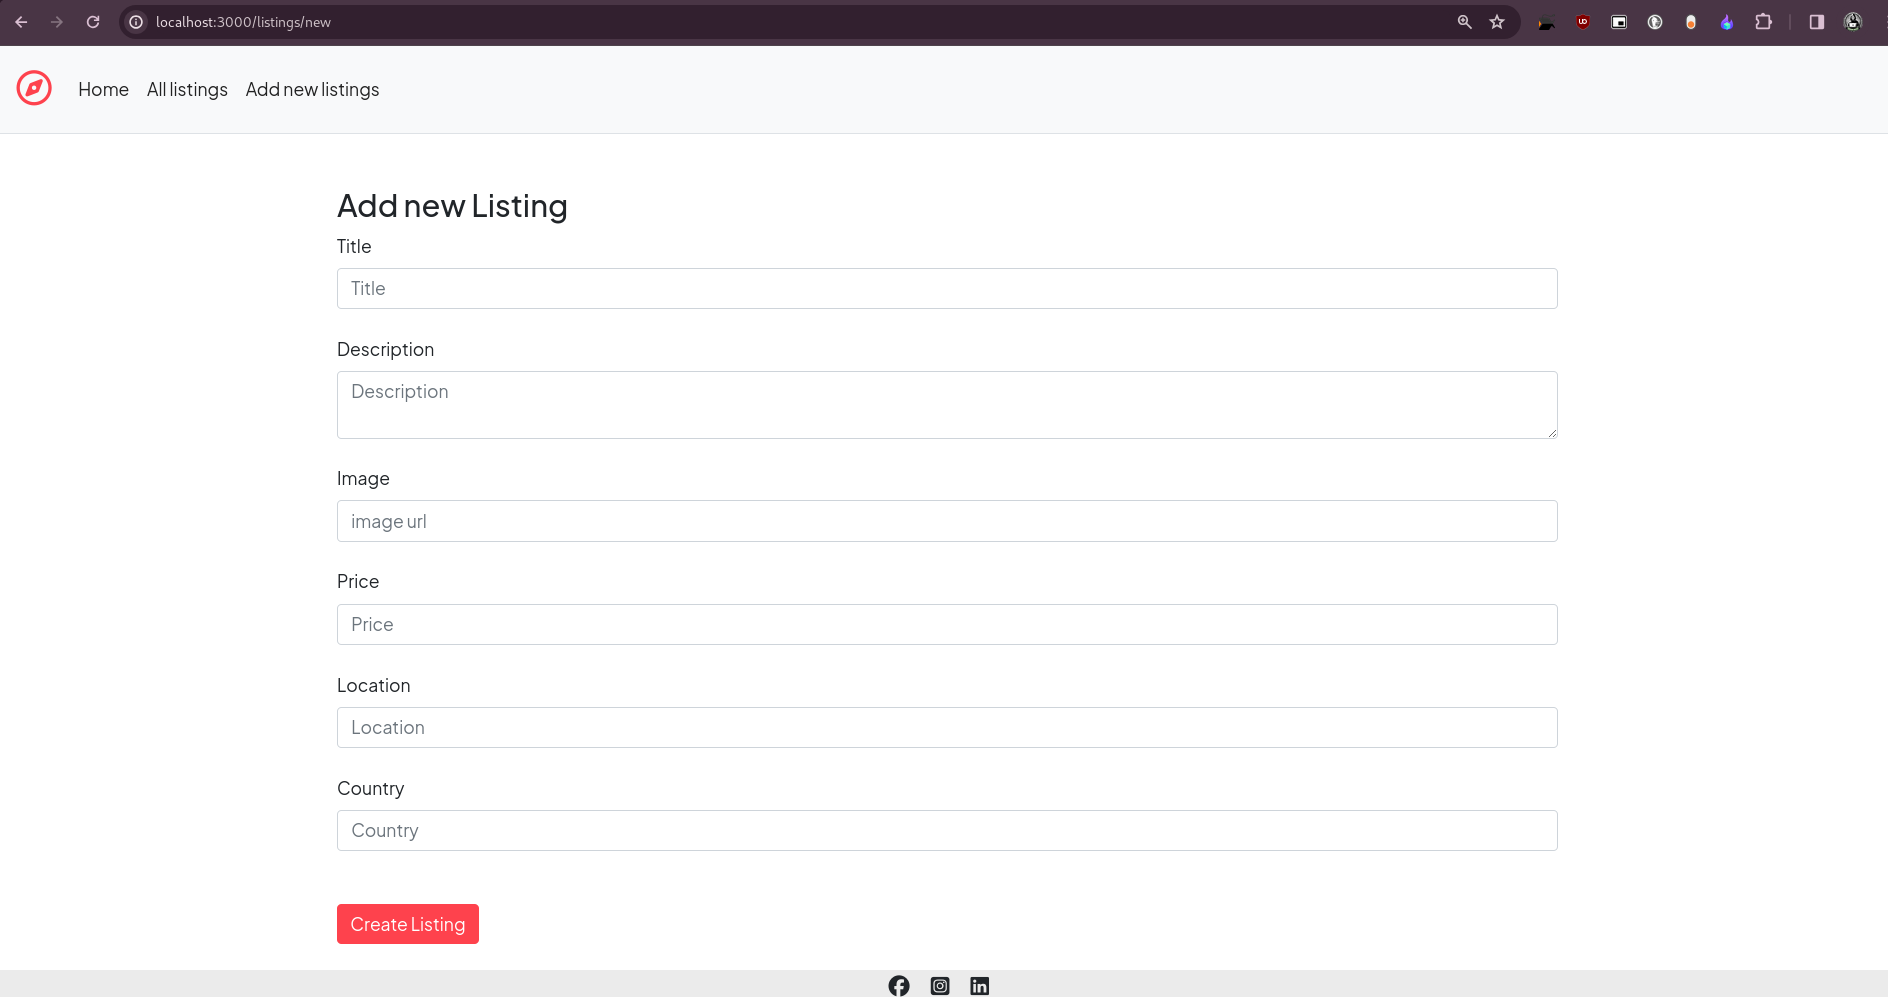 localhost:3000/listings/new
Home All listings Add new listings
Add new Listing
Title
Title
Description
Description
Image
image url
Price
Price
Location
Location
Country
Country
Create Listing